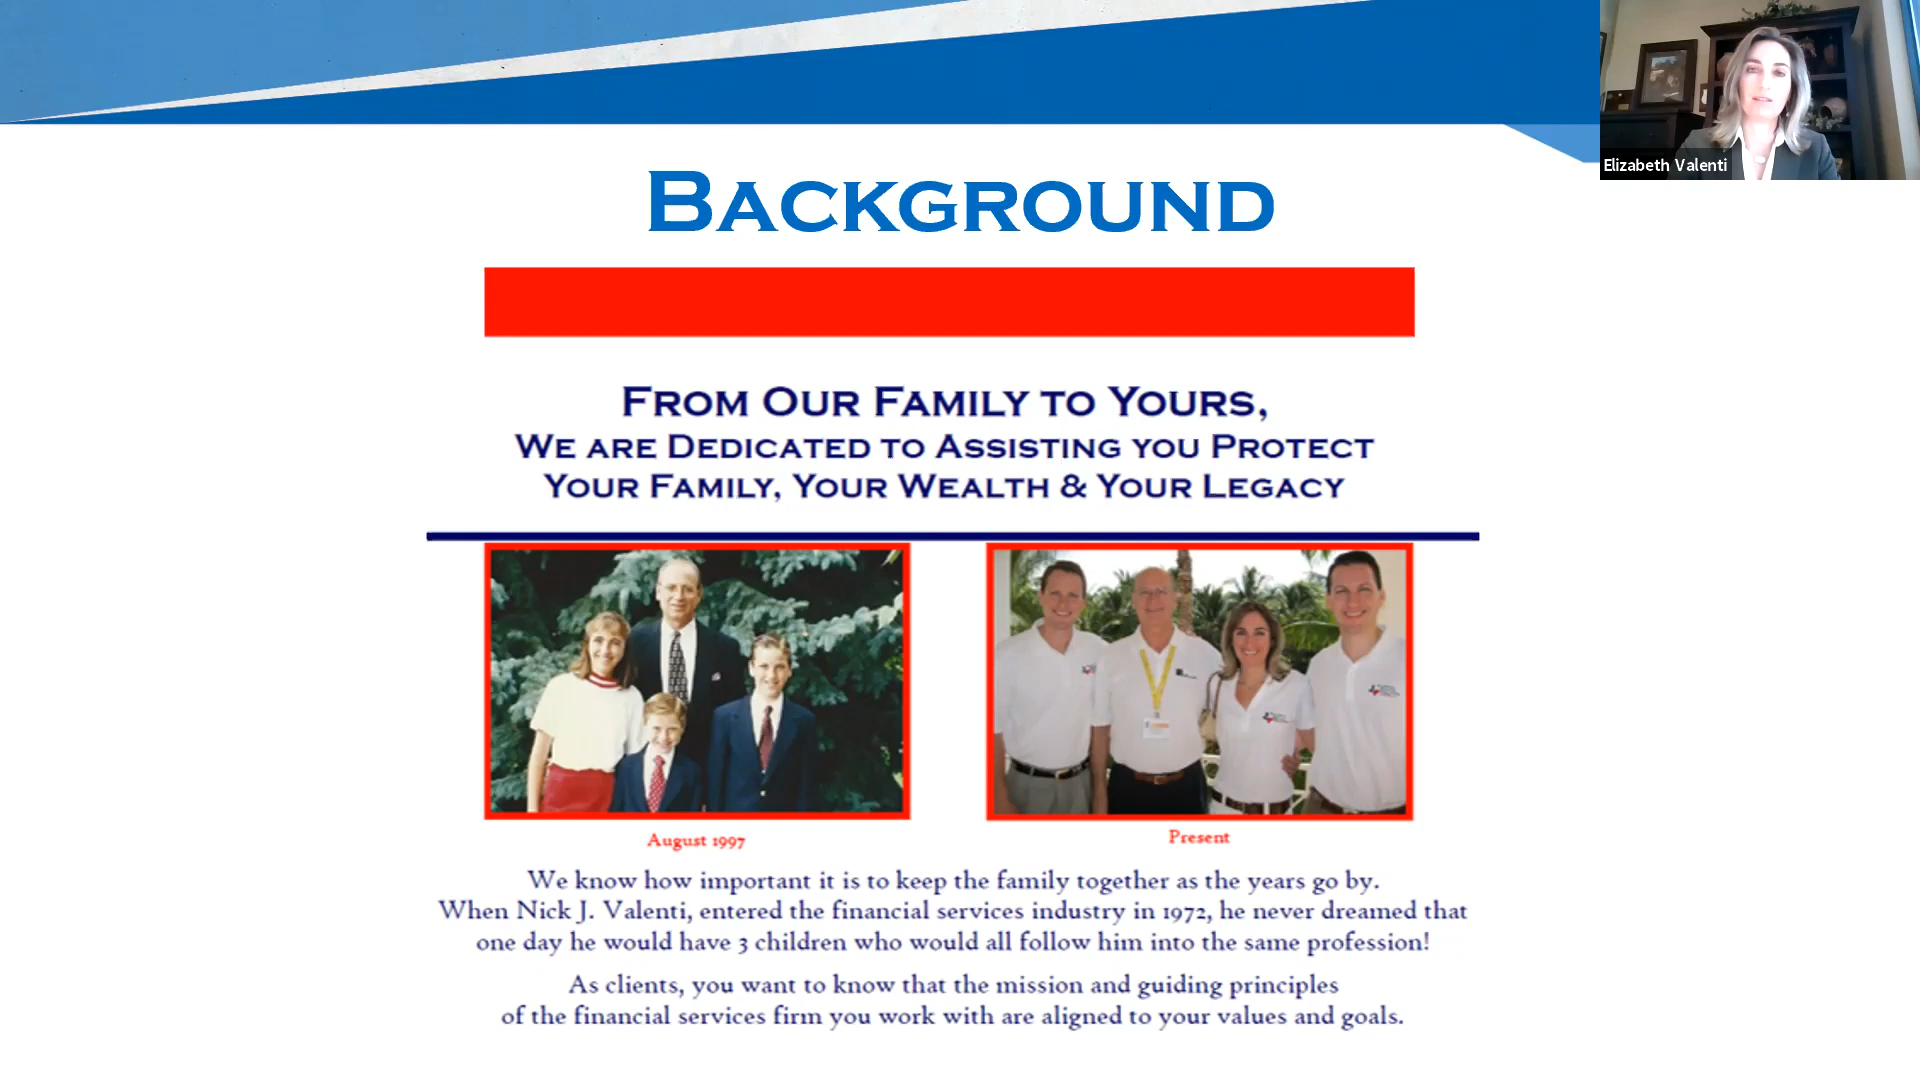 Elizabeth Valenti
BACKGROUND
FROM OUR FAMILY TO YOURS,
WE ARE DEDICATED TO ASSISTING YOU PROTECT
YOUR FAMILY, YOUR WEALTH & YOUR LEGACY
August 1997
Present
We know how important it is to keep the family together as the years go by.
When Nick J. Valenti, entered the financial services industry in 1972, he never dreamed that
one day he would have 3 children who would all follow him into the same profession!
As clients, you want to know that the mission and guiding principles
of the financial services firm you work with are aligned to your values and goals.